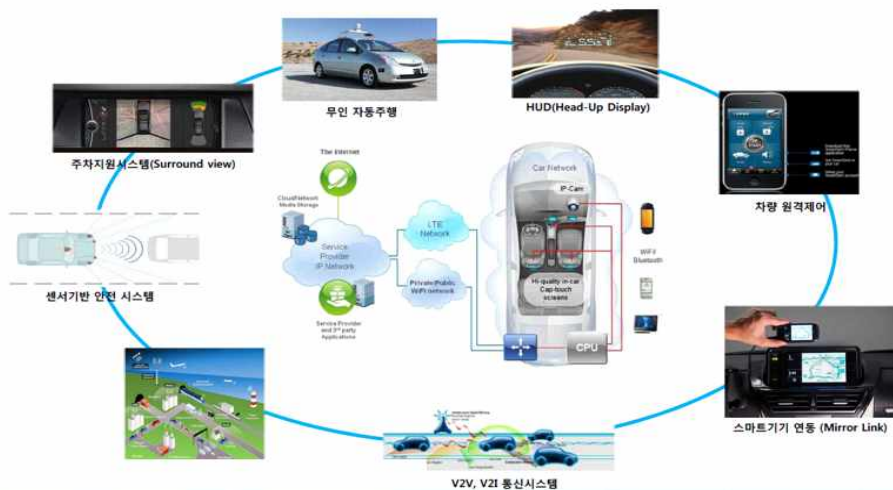 무인 자동주행
HUD(Head-Up Display)
주차지원시스템(Surround view)
차량 원격제어
센서기반 안전 시스템
The Internet
Cloud/Network
Media Storage
Service
Provider
IP Network
LTE
Network
Private/Public
WiFi network
Service Provider
and 3rd party
Applications
Car Network
IP-Cam
Hi-quality in-car
Cap-touch
screens
CPU
WiFi/
Bluetooth
스마트기기 연동 (Mirror Link)
V2V, V2I 통신시스템